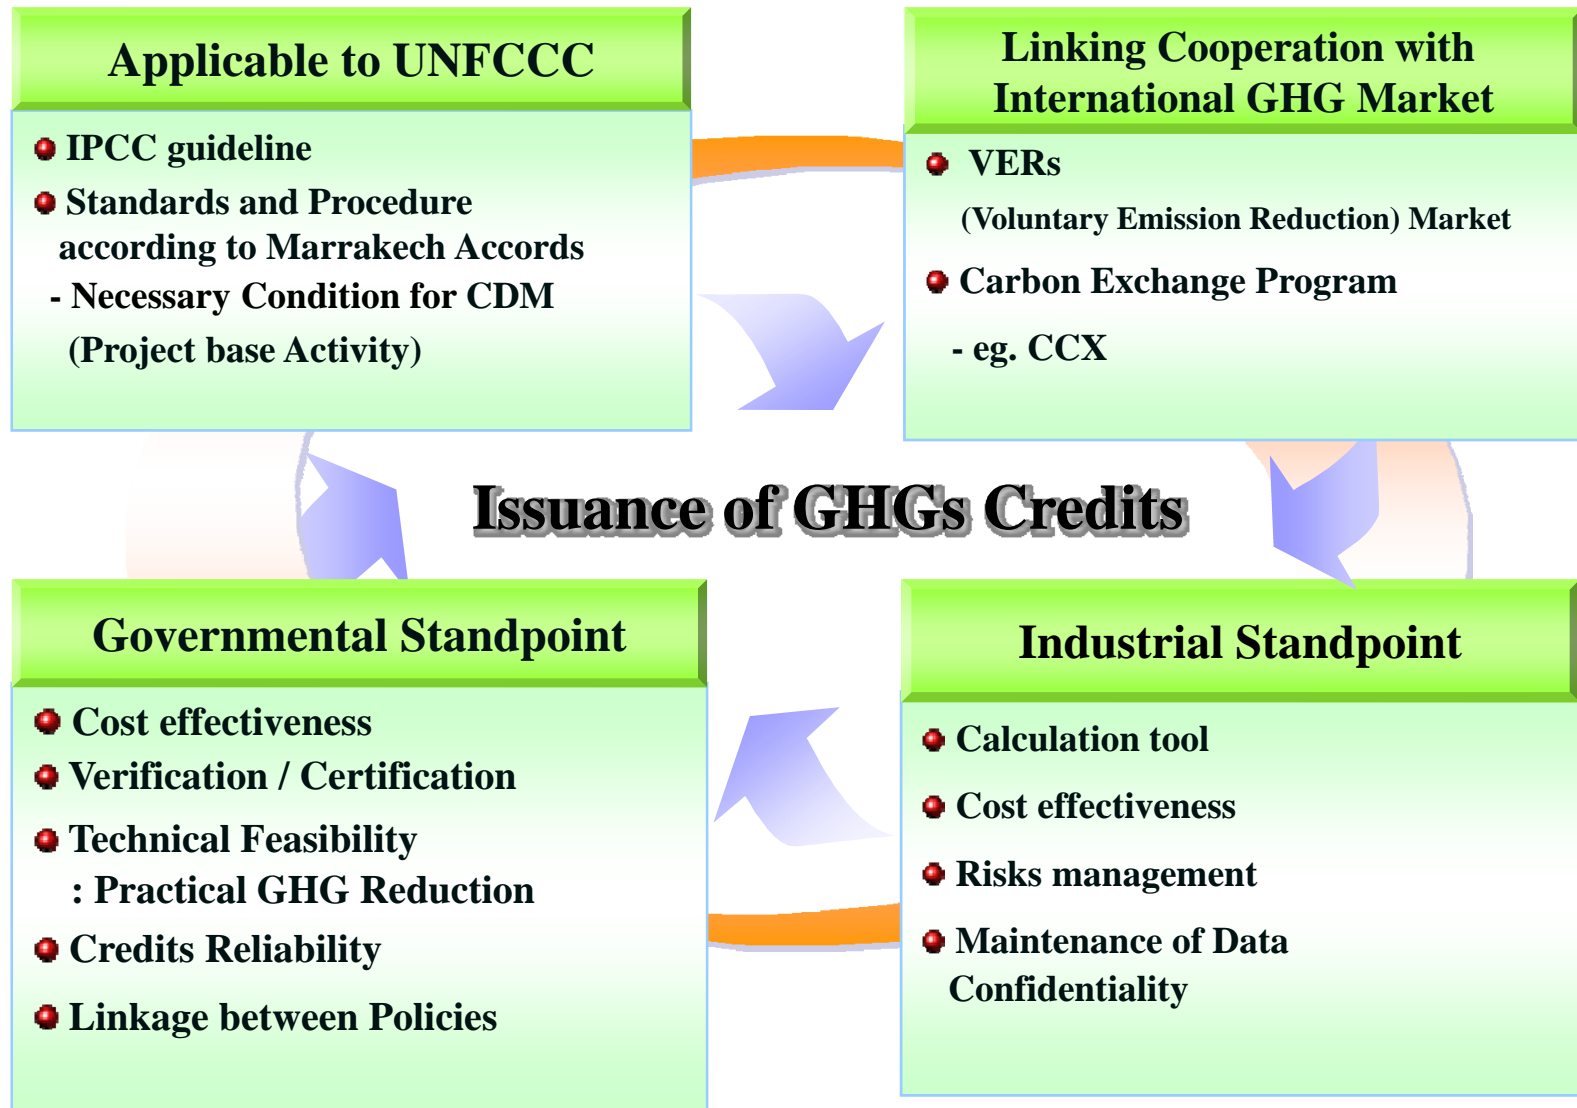 Applicable to UNFCCC
IPCC guideline
Standards and Procedure
according to Marrakech Accords
- Necessary Condition for CDM
(Project base Activity)
Linking Cooperation with
International GHG Market
VERs
(Voluntary Emission Reduction) Market
Carbon Exchange Program
- eg. CCX
Issuance of GHGs Credits
Governmental Standpoint
Cost effectiveness
Verification / Certification
Technical Feasibility
: Practical GHG Reduction
Credits Reliability
Linkage between Policies
Industrial Standpoint
Calculation tool
Cost effectiveness
Risks management
Maintenance of Data
Confidentiality